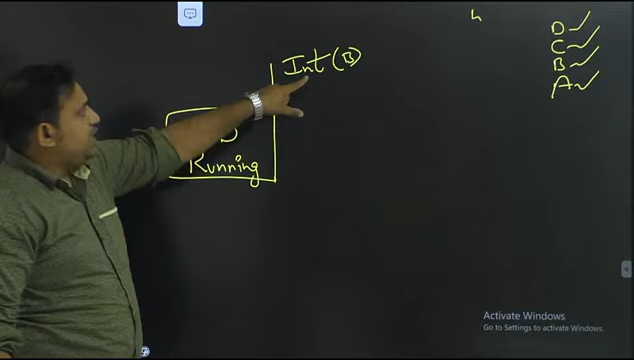 Int (B)
Running
h
D ✓
C ✓
B ✓
A ✓
Activate Windows
Go to Settings to activate Windows.